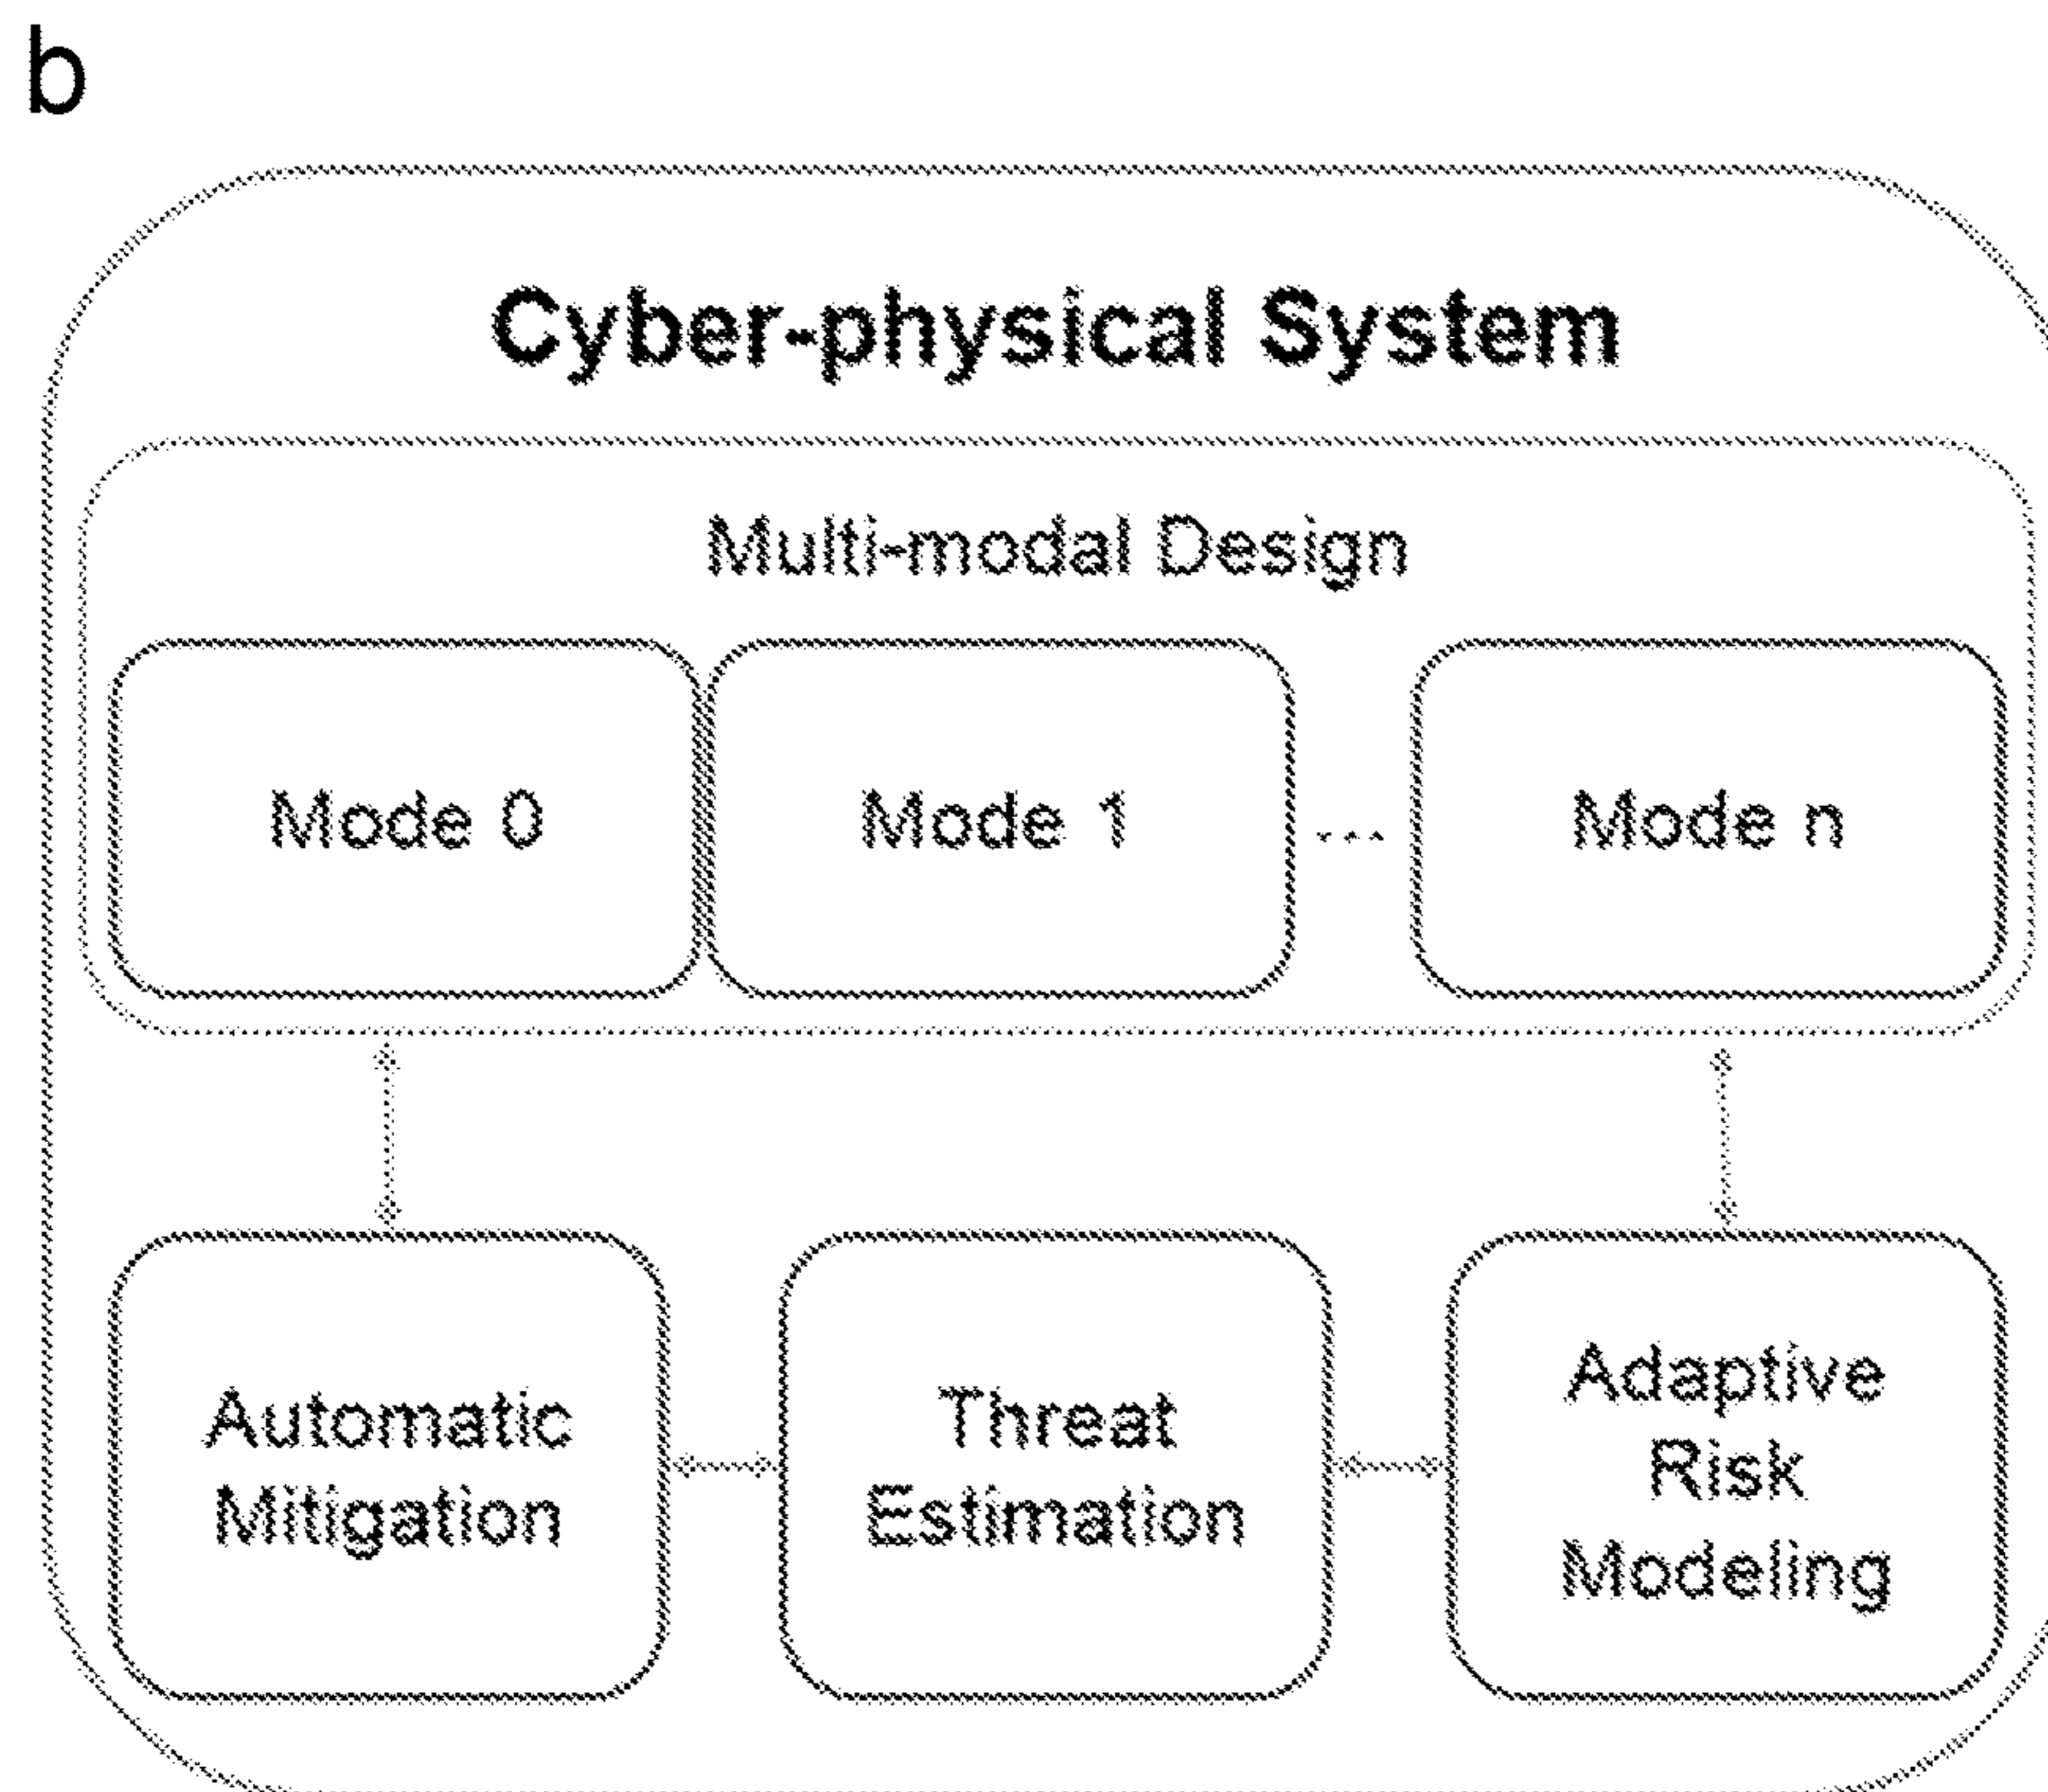 b
Cyber-physical System
Multi-modal Design
Mode 0
Mode 1
...
Mode n
Automatic
Mitigation
Threat
Estimation
Adaptive
Risk
Modeling